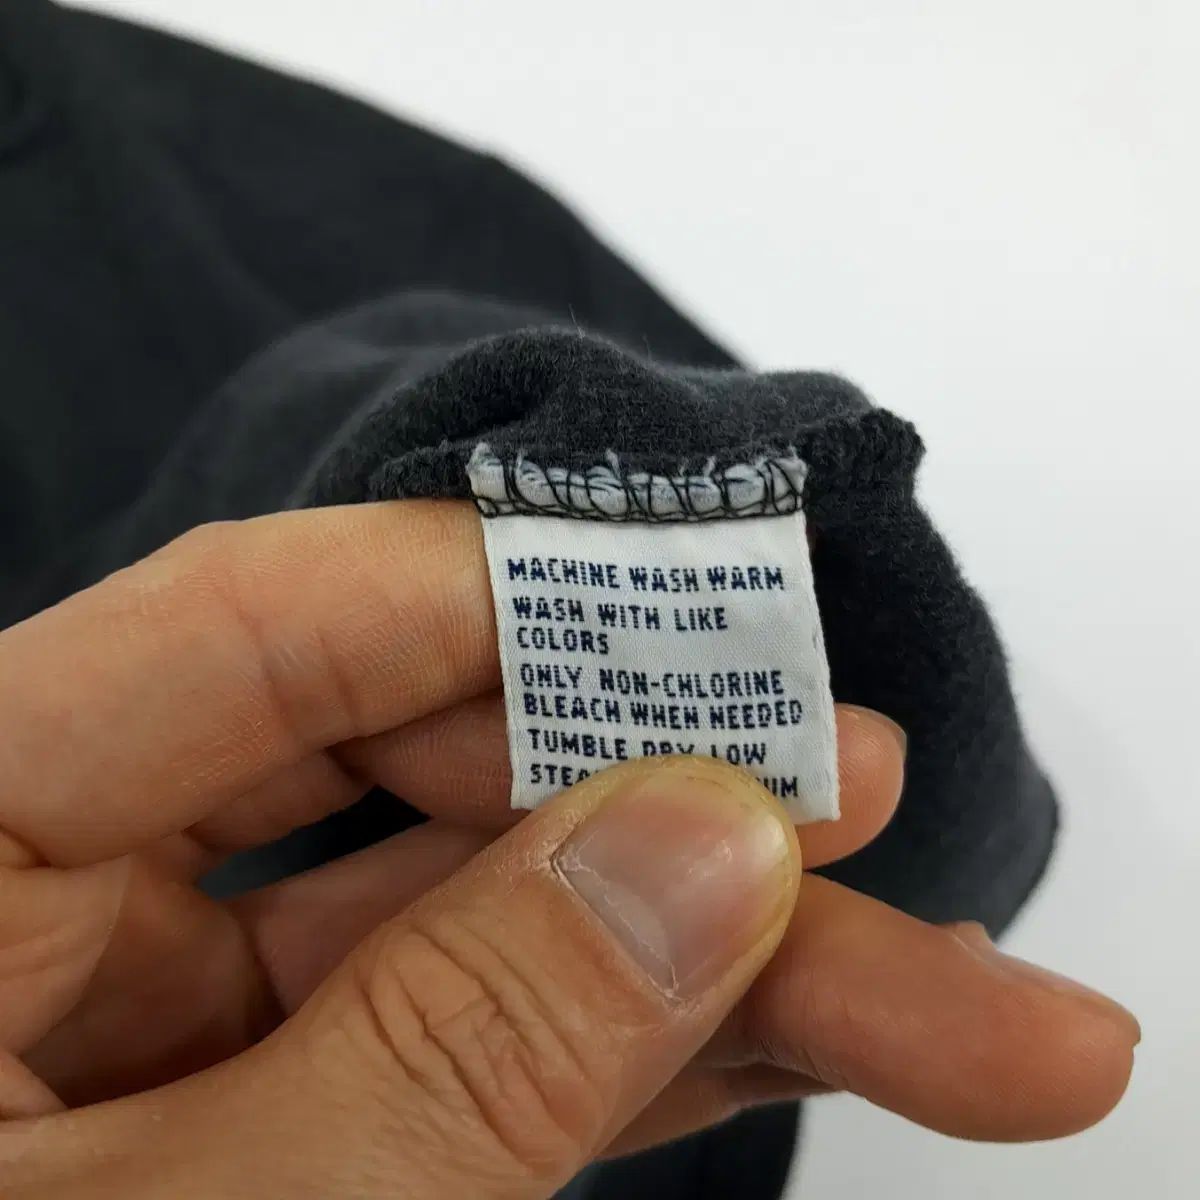 MACHINE WASH WARM
WASH WITH LIKE
COLORS
ONLY NON-CHLORINE
BLEACH WHEN NEEDED
TUMBLE DRY LOW